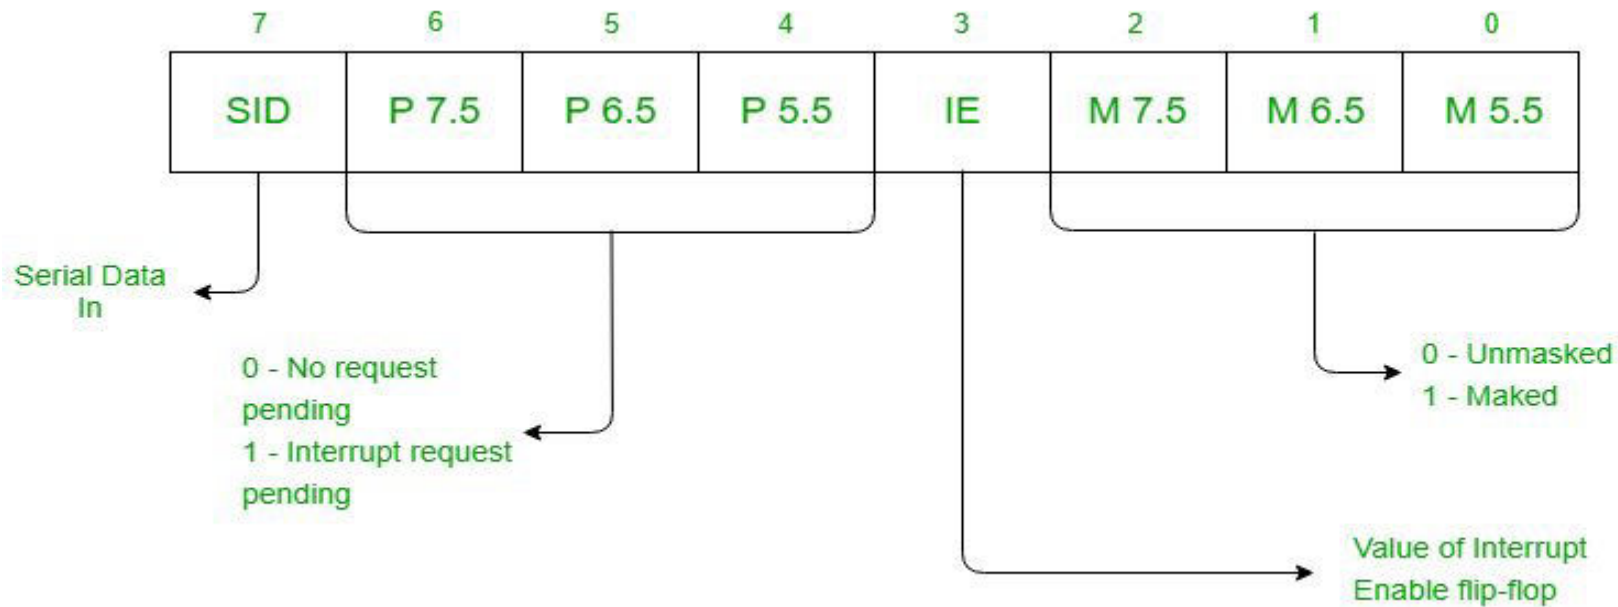 7 6 5 4 3 2 1 0
SID P 7.5 P 6.5 P 5.5 IE M 7.5 M 6.5 M 5.5
Serial Data
In
0 - No request
pending
1 - Interrupt request
pending
0 - Unmasked
1 - Maked
Value of Interrupt
Enable flip-flop